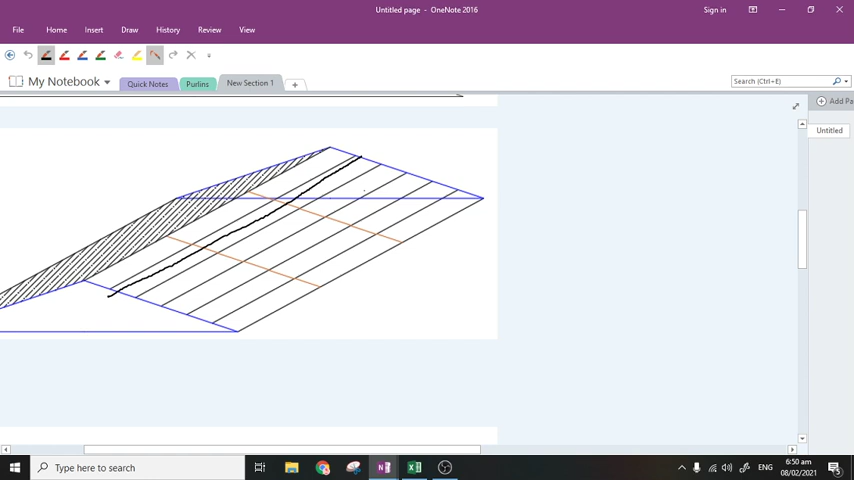 Untitled page - OneNote 2016
Sign in
File
Home
Insert
Draw
History
Review
View
My Notebook
Quick Notes
Purlins
New Section 1
Search (Ctrl+E)
Add Pa
Untitled
Type here to search
ENG
6:50 am
08/02/2021